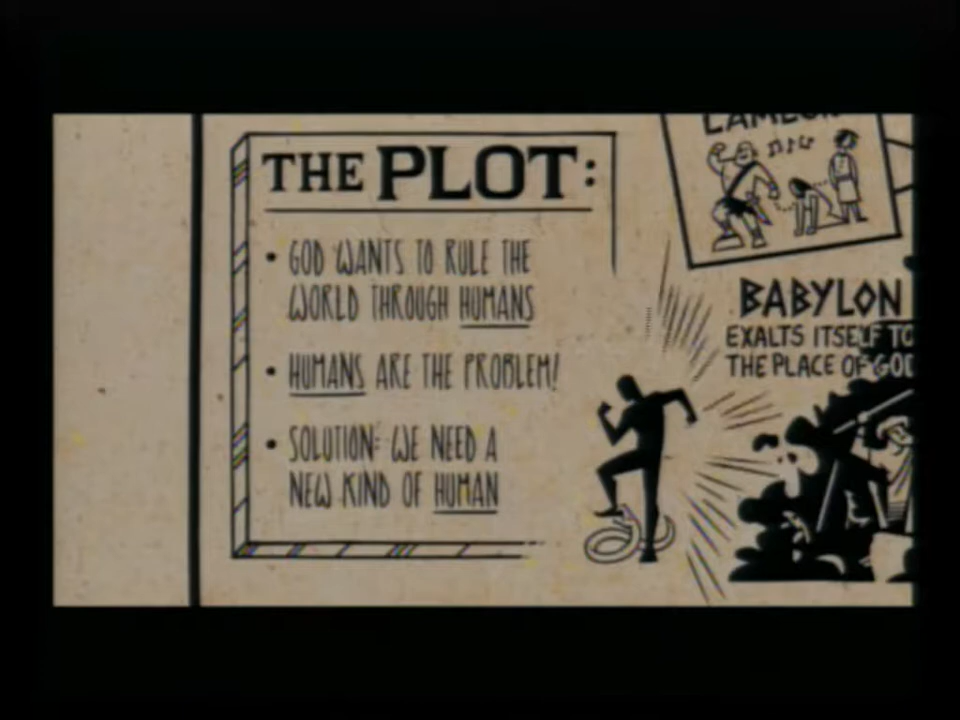 THE PLOT:
• GOD WANTS TO RULE THE
WORLD THROUGH HUMANS
• HUMANS ARE THE PROBLEM!
• SOLUTION: WE NEED A
NEW KIND OF HUMAN
BABYLON
EXALTS ITSELF TO
THE PLACE OF GOD